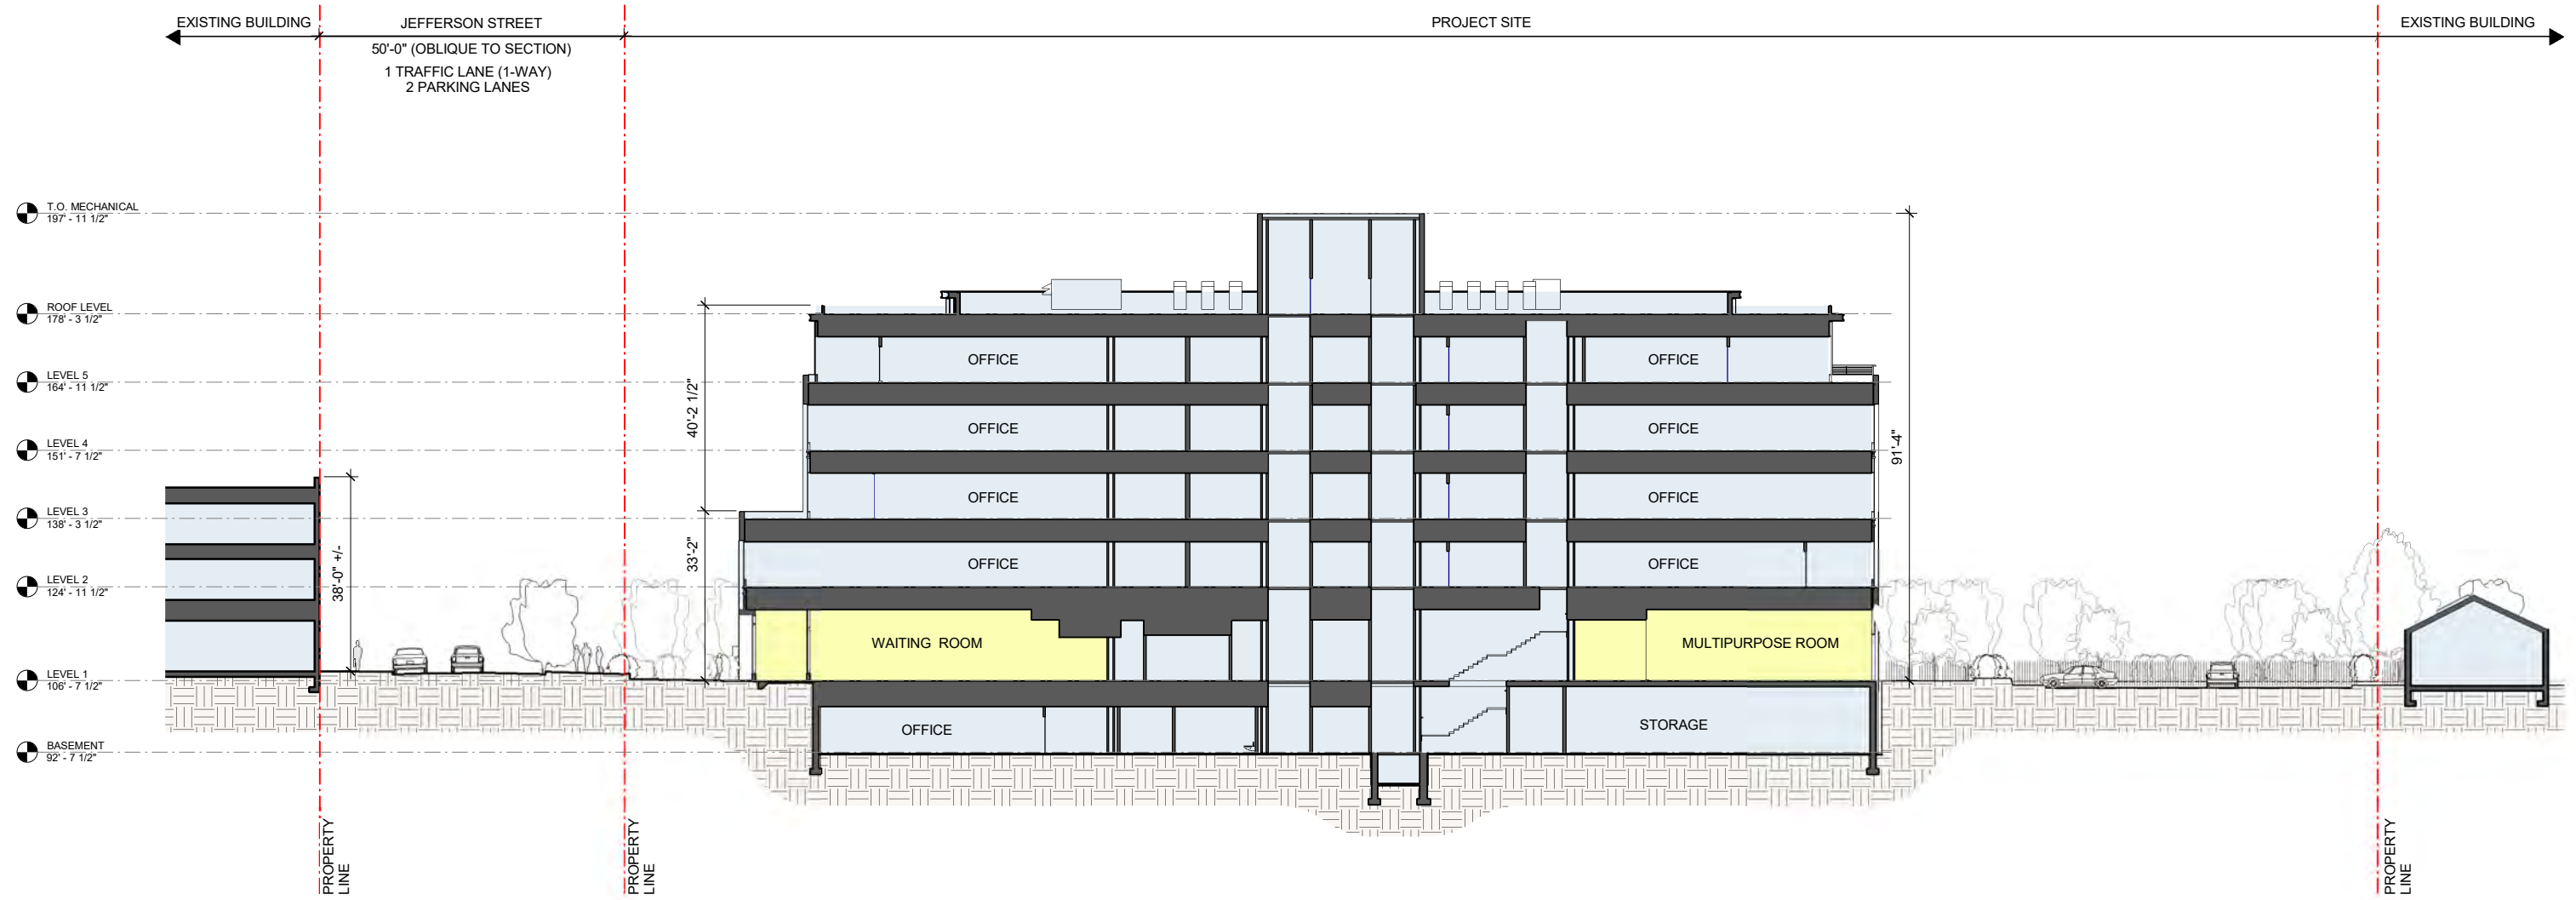 EXISTING BUILDING
JEFFERSON STREET
PROJECT SITE
EXISTING BUILDING
50'-0" (OBLIQUE TO SECTION)
1 TRAFFIC LANE (1-WAY)
2 PARKING LANES
T.O. MECHANICAL
197' - 11 1/2"
ROOF LEVEL
178' - 3 1/2"
LEVEL 5
164' - 11 1/2"
LEVEL 4
151' - 7 1/2"
LEVEL 3
138' - 3 1/2"
LEVEL 2
124' - 11 1/2"
LEVEL 1
106' - 7 1/2"
BASEMENT
92' - 7 1/2"
38'-0" +/-
40'-2 1/2"
33'-2"
91'-4"
OFFICE
OFFICE
OFFICE
OFFICE
OFFICE
OFFICE
OFFICE
OFFICE
WAITING ROOM
MULTIPURPOSE ROOM
OFFICE
STORAGE
PROPERTY
LINE
PROPERTY
LINE
PROPERTY
LINE